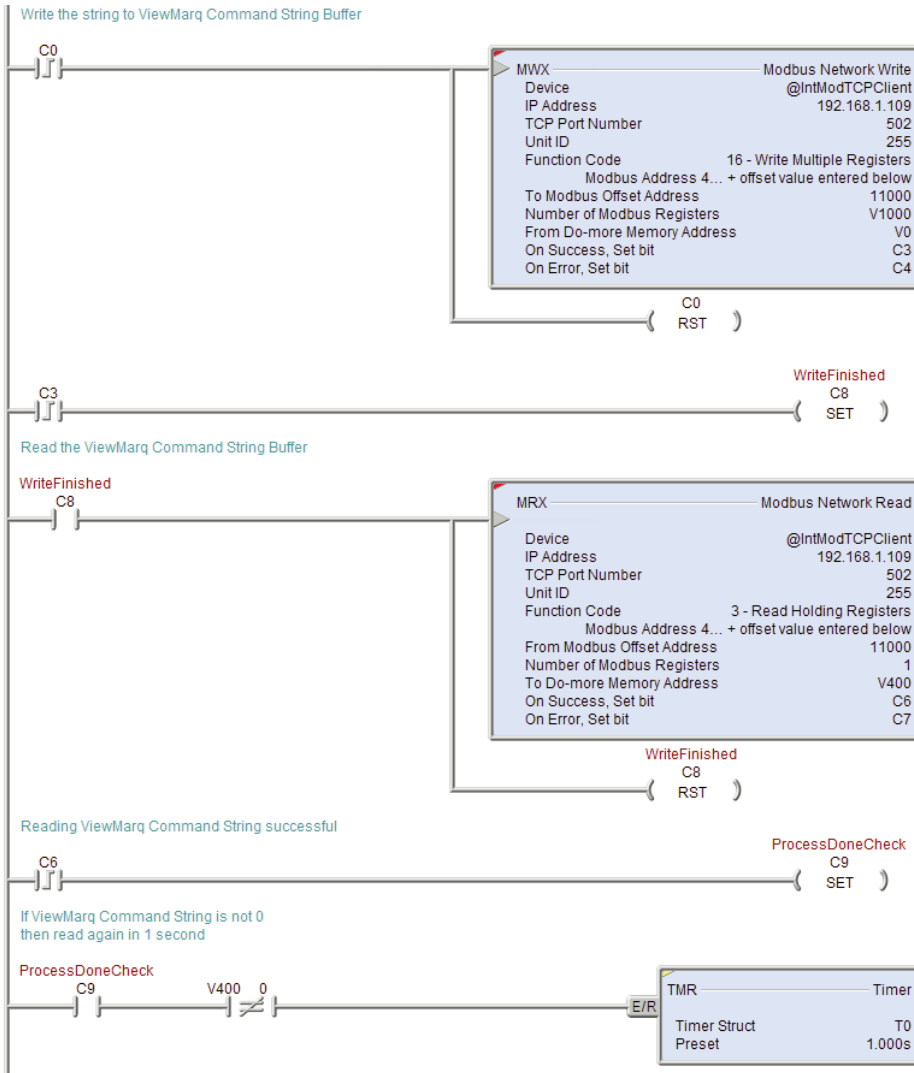 Write the string to ViewMarq Command String Buffer
C0
MWX Modbus Network Write
Device @IntModTCPClient
IP Address 192.168.1.109
TCP Port Number 502
Unit ID 255
Function Code 16 - Write Multiple Registers
Modbus Address 4... + offset value entered below
To Modbus Offset Address 11000
Number of Modbus Registers V1000
From Do-more Memory Address V0
On Success, Set bit C3
On Error, Set bit C4
C0
RST
WriteFinished
C3 C8
SET
Read the ViewMarq Command String Buffer
WriteFinished
C8
MRX Modbus Network Read
Device @IntModTCPClient
IP Address 192.168.1.109
TCP Port Number 502
Unit ID 255
Function Code 3 - Read Holding Registers
Modbus Address 4... + offset value entered below
From Modbus Offset Address 11000
Number of Modbus Registers 1
To Do-more Memory Address V400
On Success, Set bit C6
On Error, Set bit C7
WriteFinished
C8
RST
Reading ViewMarq Command String successful
ProcessDoneCheck
C6 C9
SET
If ViewMarq Command String is not 0
then read again in 1 second
ProcessDoneCheck
C9 V400 0
≠
E/R
TMR Timer
Timer Struct T0
Preset 1.000s